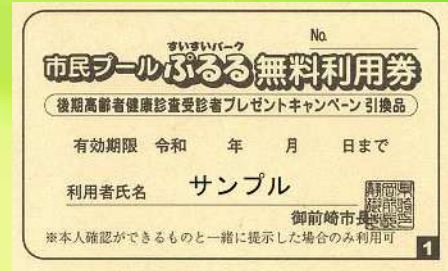 No.
すいすいパーク
市民プール ぷるる 無料利用券
後期高齢者健康診査受診者プレゼントキャンペーン 引換品
有効期限 令和 年 月 日まで
利用者氏名 サンプル
御前崎市長
※本人確認ができるものと一緒に提示した場合のみ利用可
1